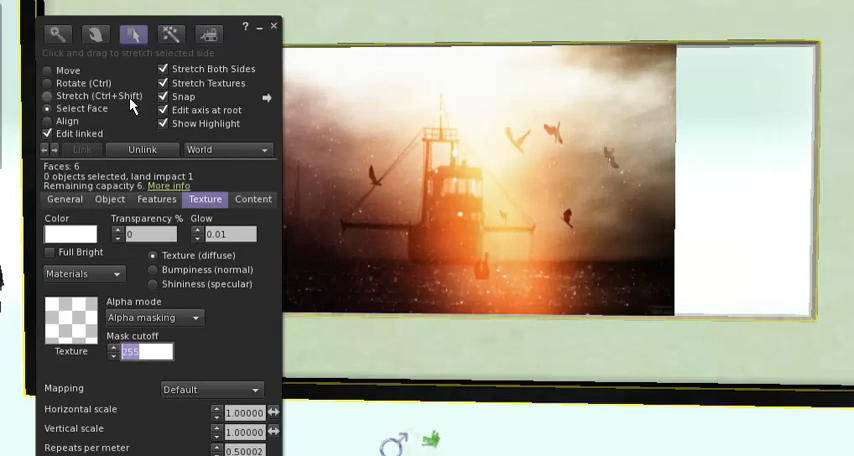 ? _ ×
Click and drag to stretch selected side
Move
Rotate (Ctrl)
Stretch (Ctrl+Shift)
Select Face
Align
Edit linked
Stretch Both Sides
Stretch Textures
Snap
Edit axis at root
Show Highlight
Link Unlink World
Faces: 6
0 objects selected, land impact 1
Remaining capacity 6. More info
General Object Features Texture Content
Color Transparency % Glow
0 0.01
Full Bright
Texture (diffuse)
Bumpiness (normal)
Shininess (specular)
Materials
Alpha mode
Alpha masking
Mask cutoff
255
Texture
Mapping Default
Horizontal scale 1.00000
Vertical scale 1.00000
Repeats per meter 0.50002